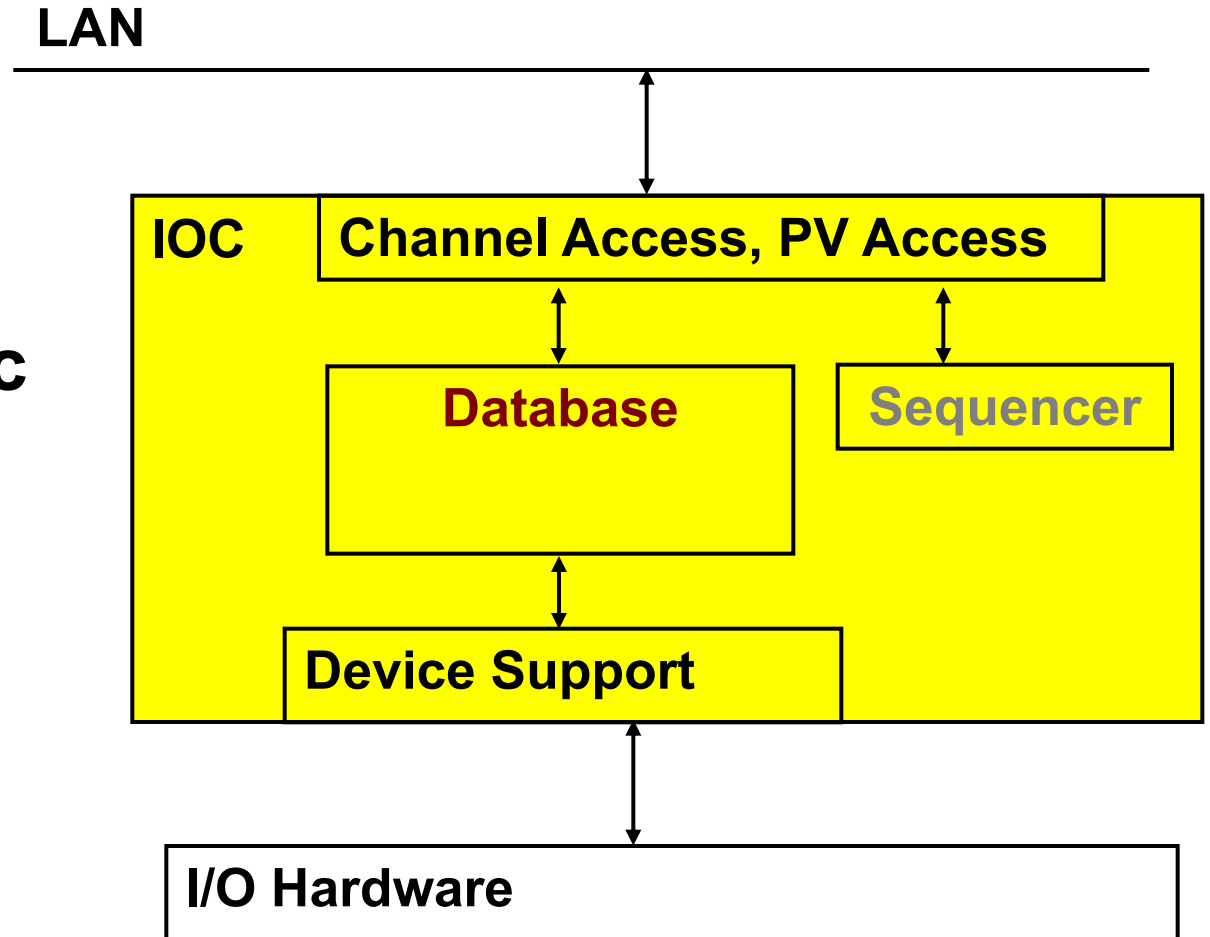 LAN
IOC
Channel Access, PV Access
c
Database
Sequencer
Device Support
I/O Hardware